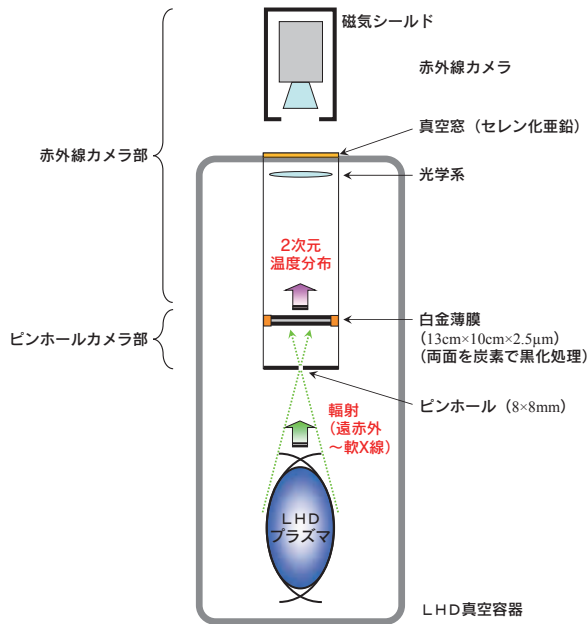 磁気シールド
赤外線カメラ
真空窓（セレン化亜鉛）
赤外線カメラ部
光学系
2次元
温度分布
白金薄膜
（13cm×10cm×2.5μm）
（両面を炭素で黒化処理）
ピンホールカメラ部
ピンホール（8×8mm）
輻射
（遠赤外
～軟X線）
ＬＨＤ
プラズマ
ＬＨＤ真空容器